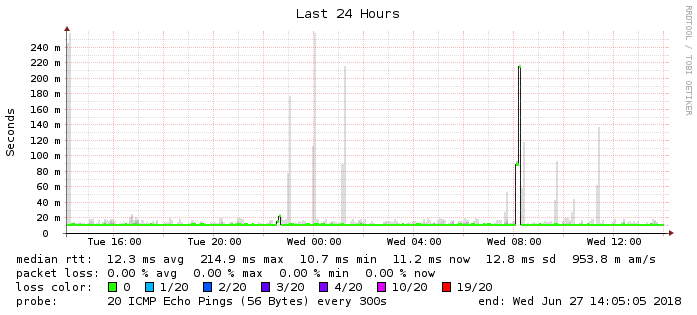 Last 24 Hours
RRDTOOL / TOBI OETIKER
Seconds
240 m
220 m
200 m
180 m
160 m
140 m
120 m
100 m
80 m
60 m
40 m
20 m
0
Tue 16:00 Tue 20:00 Wed 00:00 Wed 04:00 Wed 08:00 Wed 12:00
median rtt: 12.3 ms avg 214.9 ms max 10.7 ms min 11.2 ms now 12.8 ms sd 953.8 m am/s
packet loss: 0.00 % avg 0.00 % max 0.00 % min 0.00 % now
loss color: 0 1/20 2/20 3/20 4/20 10/20 19/20
probe: 20 ICMP Echo Pings (56 Bytes) every 300s end: Wed Jun 27 14:05:05 2018